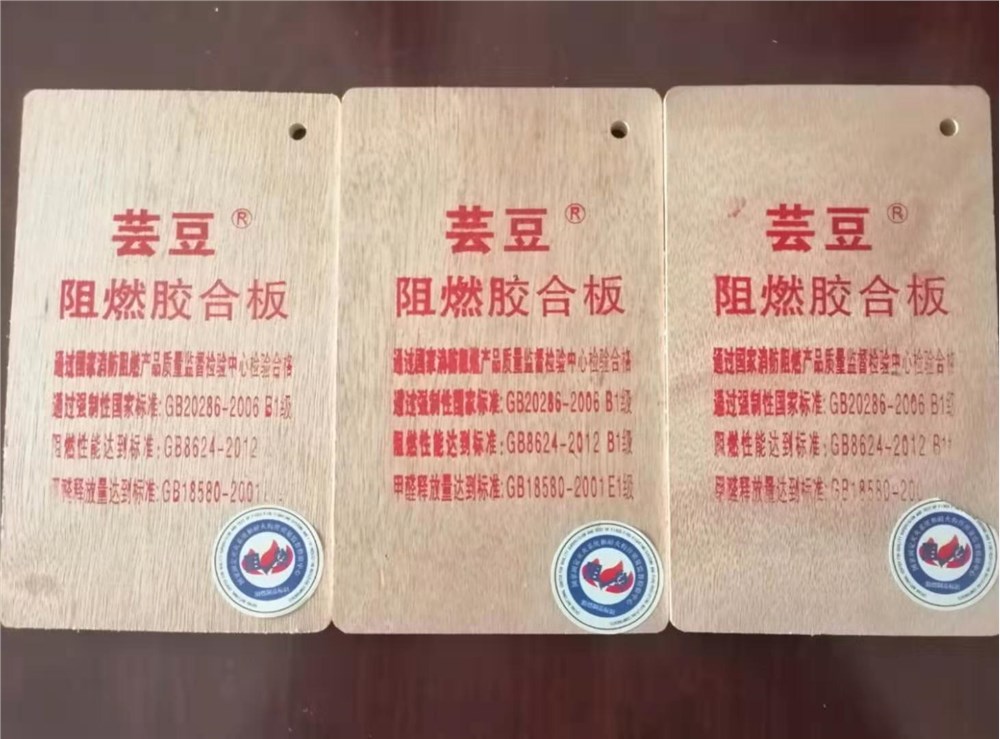 芸豆®
阻燃胶合板
通过国家消防阻燃产品质量监督检验中心检验合格
通过强制性国家标准:GB20286-2006 B1级
阻燃性能达到标准:GB8624-2012
甲醛释放量达到标准:GB18580-2001
芸豆®
阻燃胶合板
通过国家消防阻燃产品质量监督检验中心检验合格
通过强制性国家标准:GB20286-2006 B1级
阻燃性能达到标准:GB8624-2012 B1级
甲醛释放量达到标准:GB18580-2001E1级
芸豆®
阻燃胶合板
通过国家消防阻燃产品质量监督检验中心检验合格
通过强制性国家标准:GB20286-2006 B1级
阻燃性能达到标准:GB8624-2012 B1
甲醛释放量达到标准:GB18580-200